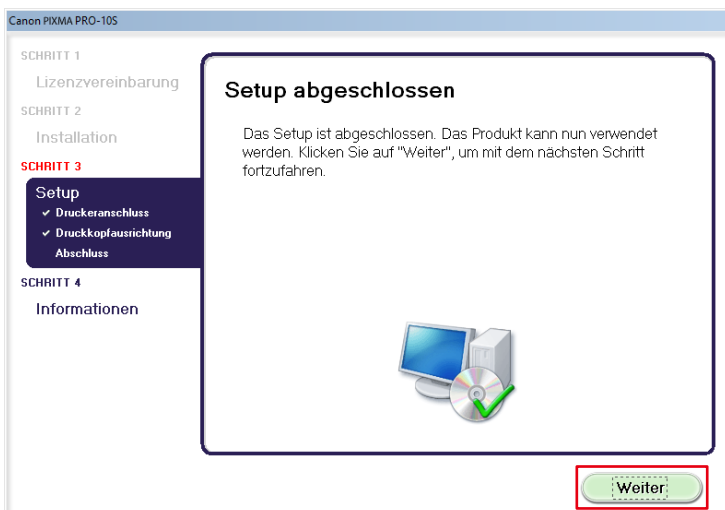 Canon PIXMA PRO-10S
SCHRITT 1
Lizenzvereinbarung
SCHRITT 2
Installation
SCHRITT 3
Setup
Druckeranschluss
Druckkopfausrichtung
Abschluss
SCHRITT 4
Informationen
Setup abgeschlossen
Das Setup ist abgeschlossen. Das Produkt kann nun verwendet
werden. Klicken Sie auf "Weiter", um mit dem nächsten Schritt
fortzufahren.
Weiter